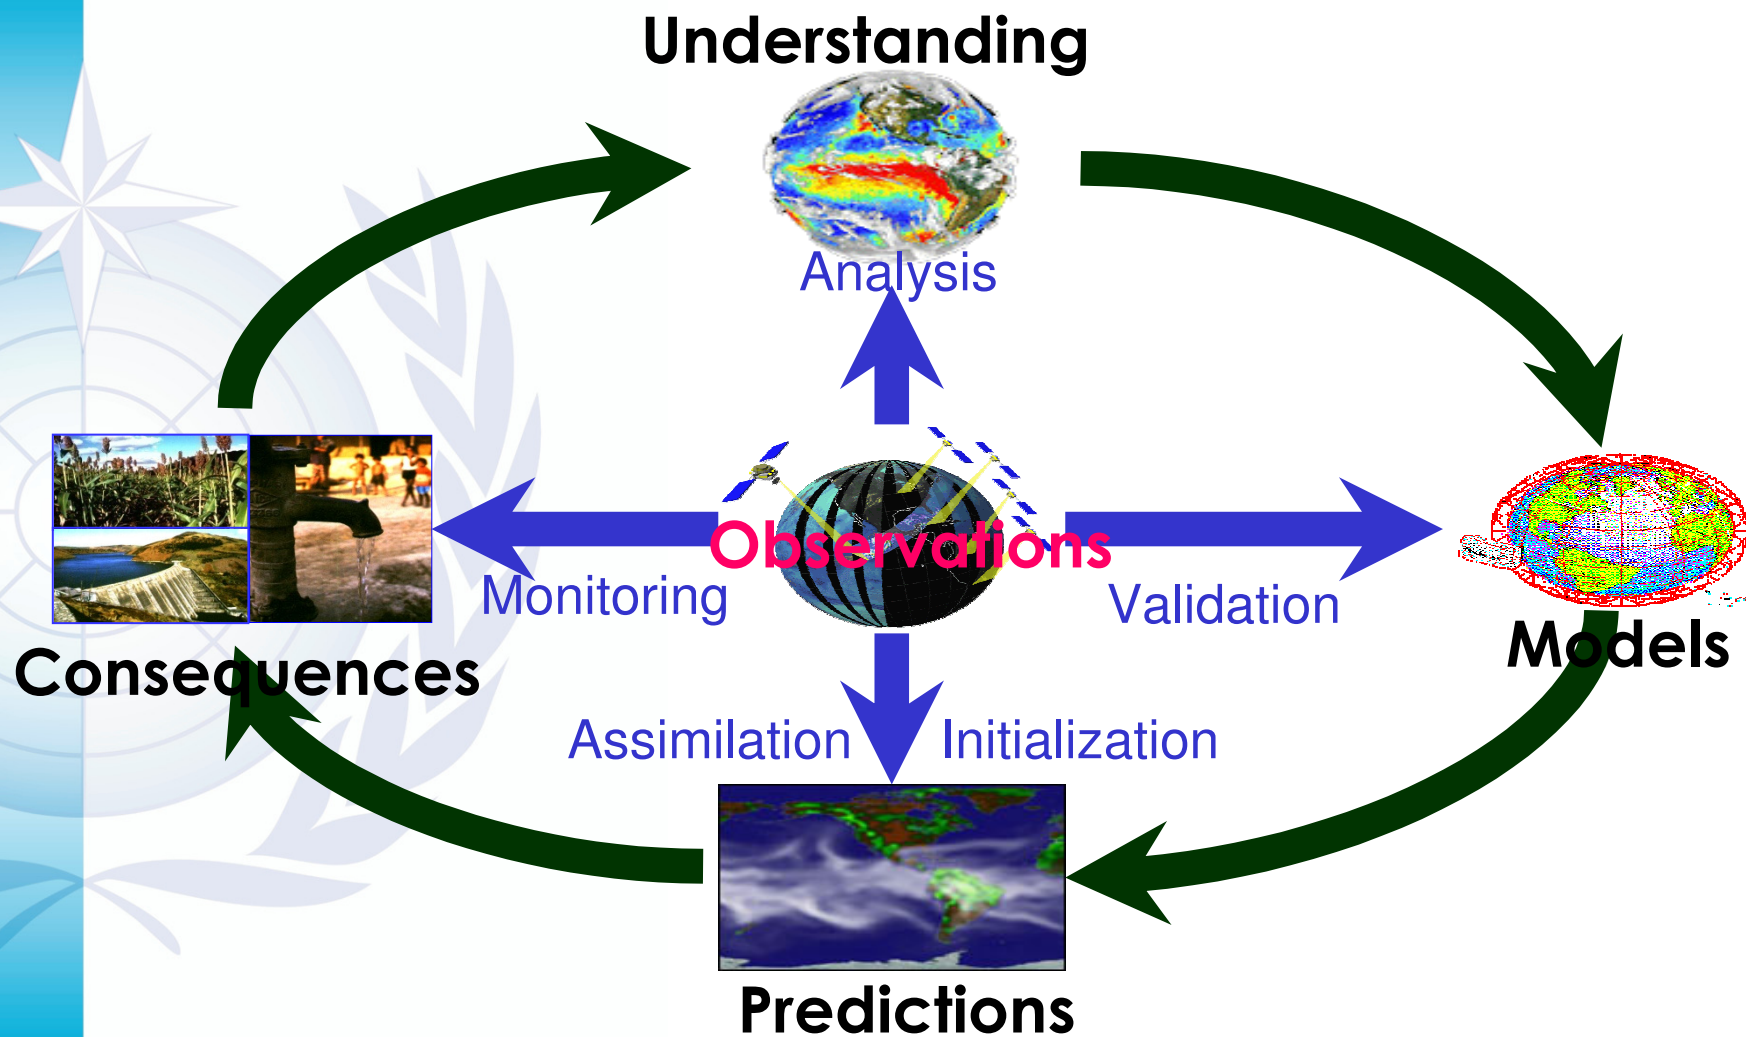 Understanding
Analysis
Observations
Monitoring
Validation
Models
Consequences
Assimilation
Initialization
Predictions